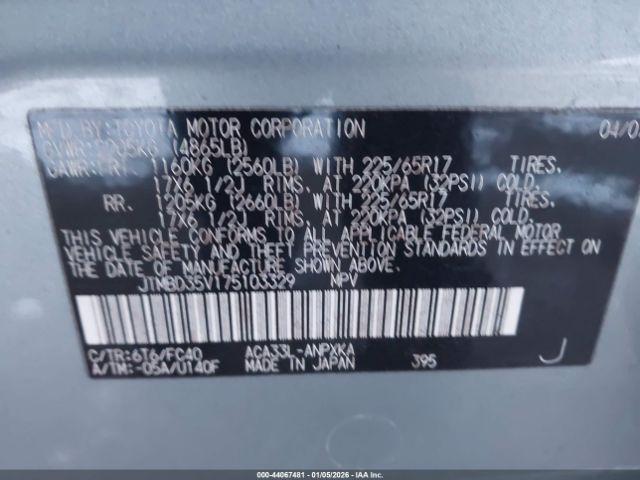 MFD.BY:TOYOTA MOTOR CORPORATION 04/0
GVWR:2205KG (4865LB)
GAWR:FRT. 1160KG (2560LB) WITH 225/65R17 TIRES.
17X6 1/2J RIMS, AT 220KPA (32PSI) COLD.
RR. 1205KG (2660LB) WITH 225/65R17 TIRES.
17X6 1/2J RIMS, AT 220KPA (32PSI) COLD.
THIS VEHICLE CONFORMS TO ALL APPLICABLE FEDERAL MOTOR
VEHICLE SAFETY AND THEFT PREVENTION STANDARDS IN EFFECT ON
THE DATE OF MANUFACTURE SHOWN ABOVE.
JTMBD35V175103329 MPV
C/TR:6T6/FC40 ACA33L-ANPXKA 395 J
A/TM:-05A/U140F MADE IN JAPAN
000-44067481 - 01/05/2026 - COPART USA